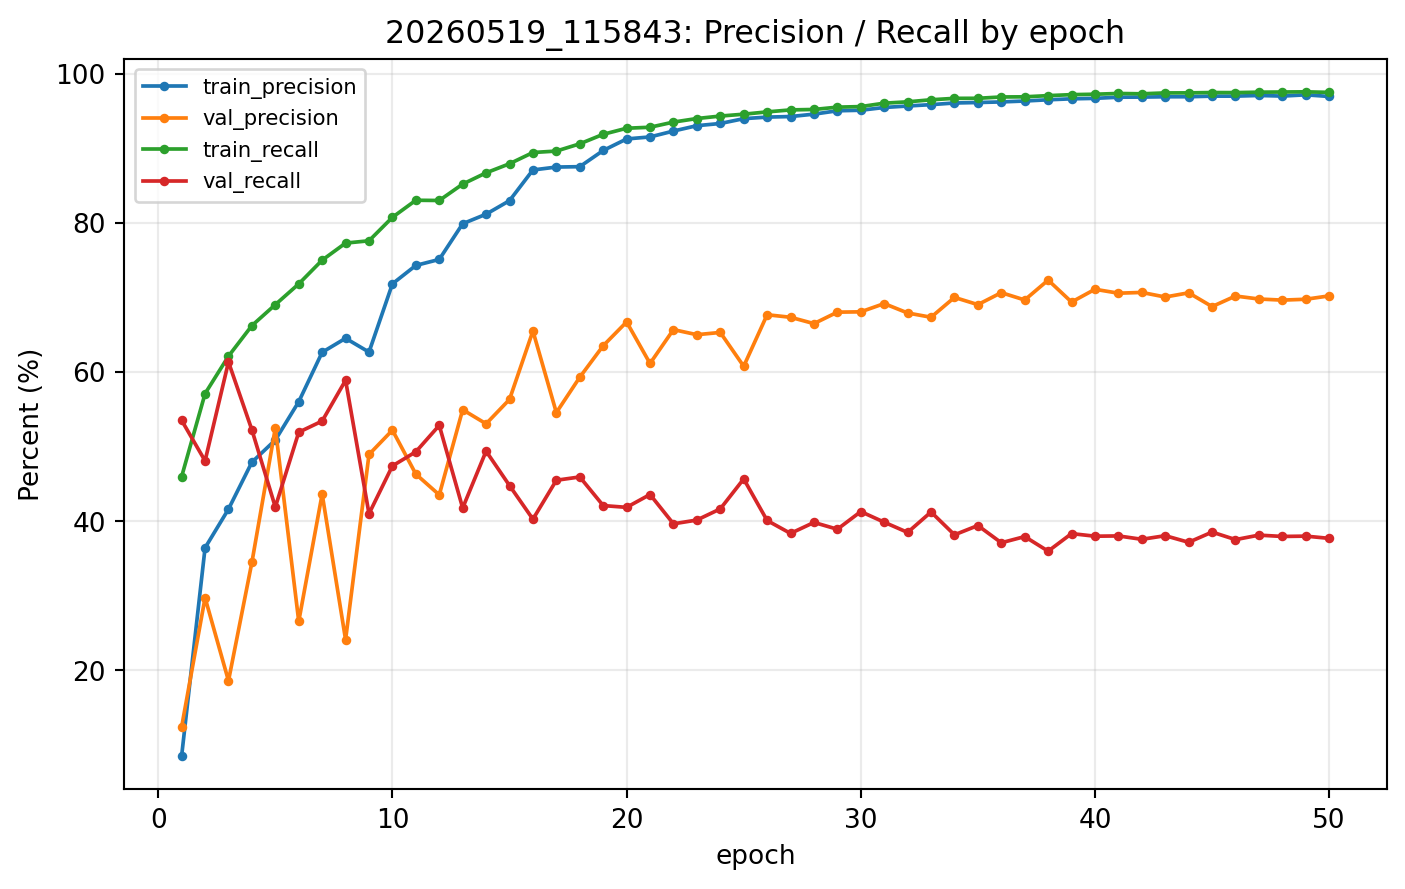 20260519_115843: Precision / Recall by epoch
train_precision
val_precision
train_recall
val_recall
Percent (%)
100
80
60
40
20
0 10 20 30 40 50
epoch